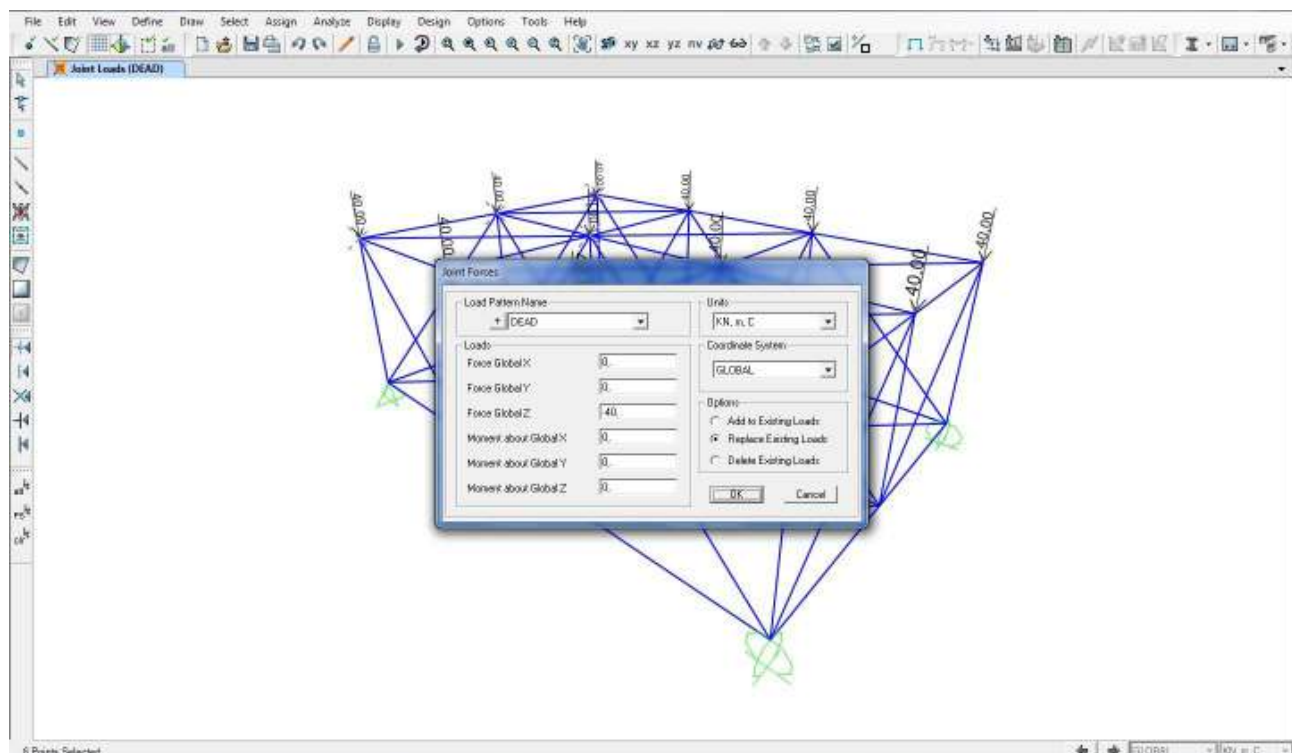 File Edit View Define Draw Select Assign Analyze Display Design Options Tools Help
xy xz yz nv
Joint Loads (DEAD)
40.00 40.00 40.00 40.00 40.00 40.00
40.00 40.00 40.00
Joint Forces
Load Pattern Name
+ DEAD
Units
KN, m, C
Loads
Force Global X 0.
Force Global Y 0.
Force Global Z -40.
Moment about Global X 0.
Moment about Global Y 0.
Moment about Global Z 0.
Coordinate System
GLOBAL
Options
Add to Existing Loads
Replace Existing Loads
Delete Existing Loads
OK Cancel
6 Points Selected
GLOBAL KN, m, C